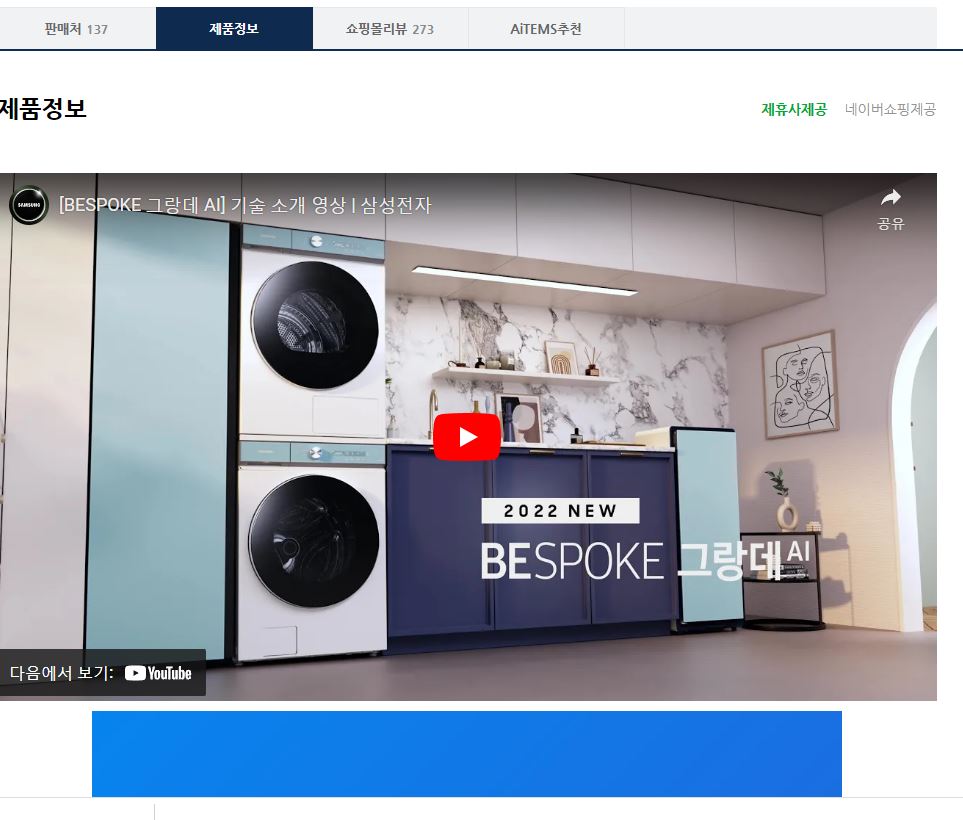 판매처 137
제품정보
쇼핑몰리뷰 273
AiTEMS추천
제품정보
제휴사제공
네이버쇼핑제공
SAMSUNG
[BESPOKE 그랑데 AI] 기술 소개 영상 l 삼성전자
공유
2022 NEW
BESPOKE 그랑데 AI
다음에서 보기: YouTube